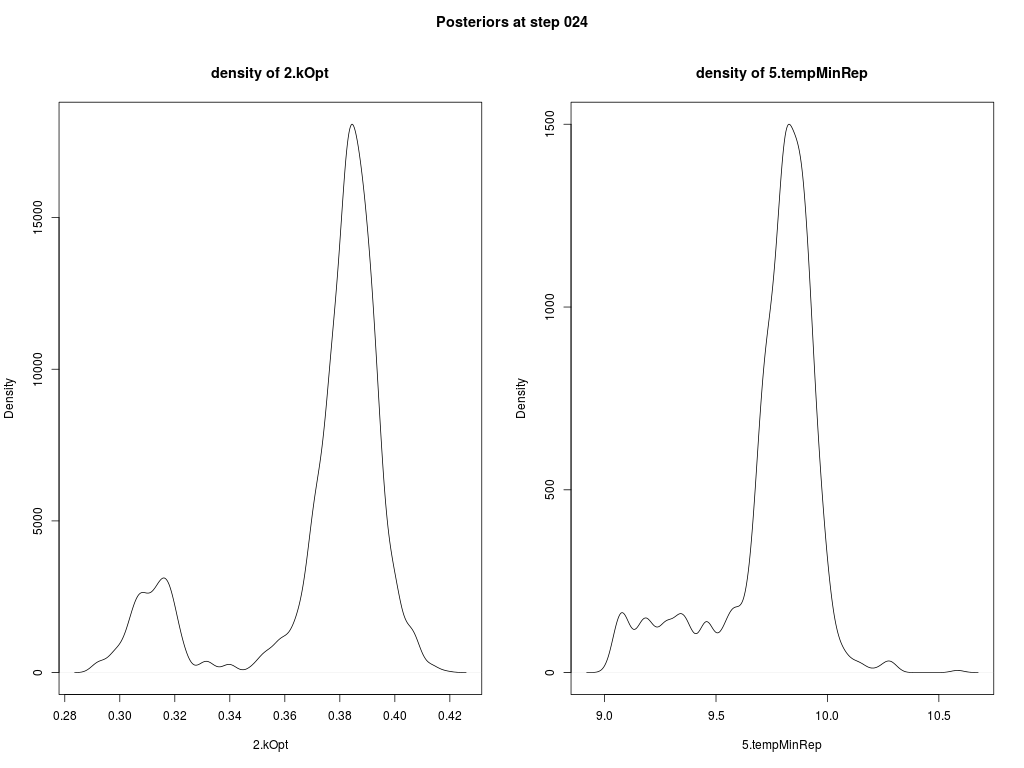 Posteriors at step 024
density of 2.kOpt
Density
15000
10000
5000
0
0.28 0.30 0.32 0.34 0.36 0.38 0.40 0.42
2.kOpt
density of 5.tempMinRep
Density
1500
1000
500
0
9.0 9.5 10.0 10.5
5.tempMinRep